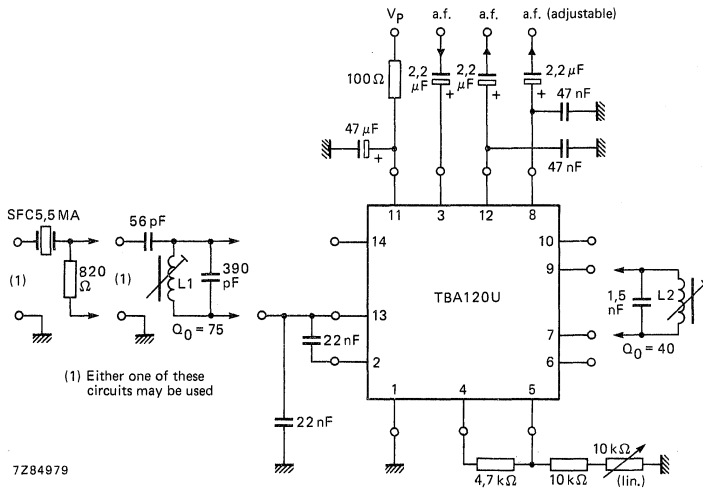 Vp a.f. a.f. a.f. (adjustable)
100Ω 2,2 µF 2,2 µF 2,2 µF
47 nF
47 µF
47 nF
+ + + +
11 3 12 8
SFC5,5MA
56 pF
14
10
9
(1)
820 Ω
(1)
L1
390 pF
TBA120U
1,5 nF
L2
13
7
Q0 = 75
22 nF
2
6
Q0 = 40
(1) Either one of these
circuits may be used
1 4 5
22 nF
4,7 kΩ 10 kΩ 10 kΩ
(lin.)
7Z84979